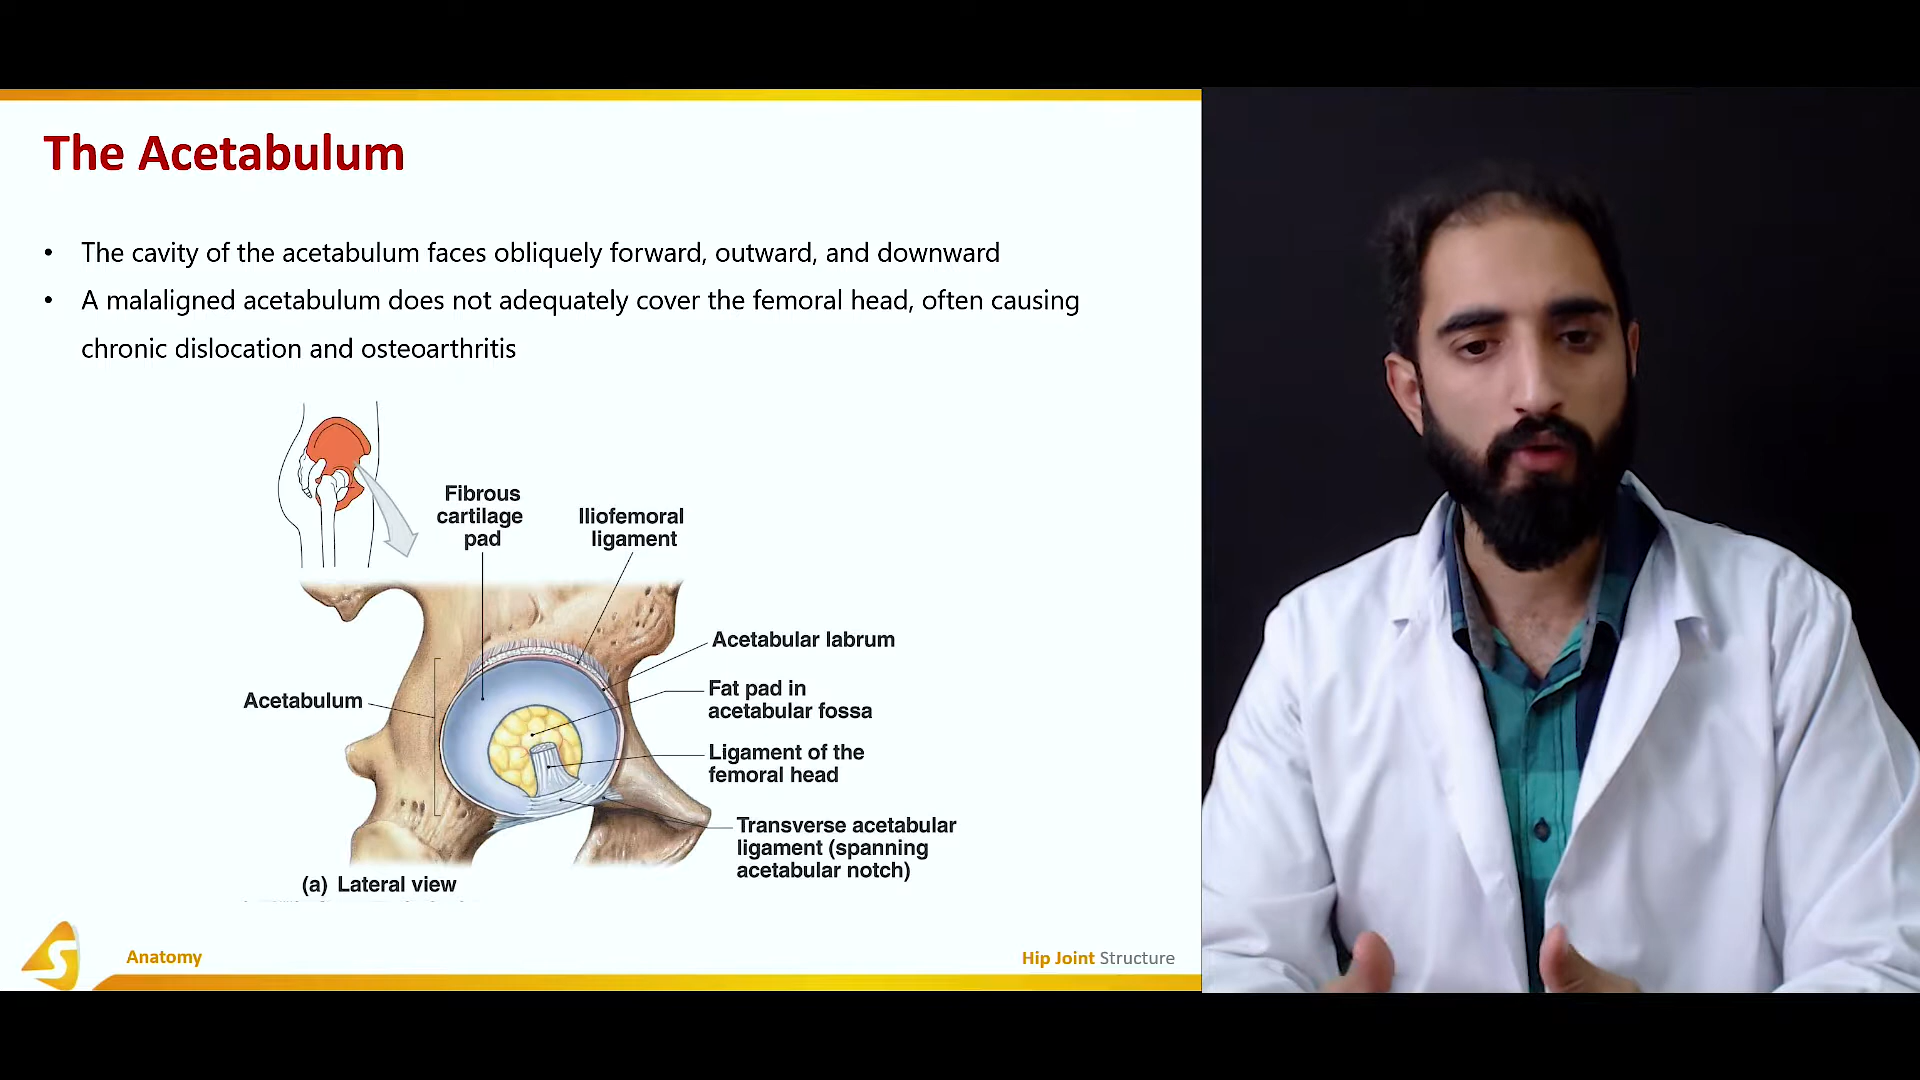 The Acetabulum
• The cavity of the acetabulum faces obliquely forward, outward, and downward
• A malaligned acetabulum does not adequately cover the femoral head, often causing
chronic dislocation and osteoarthritis
Fibrous
cartilage
pad
Iliofemoral
ligament
Acetabular labrum
Acetabulum
Fat pad in
acetabular fossa
Ligament of the
femoral head
Transverse acetabular
ligament (spanning
acetabular notch)
(a) Lateral view
S
Anatomy
Hip Joint Structure